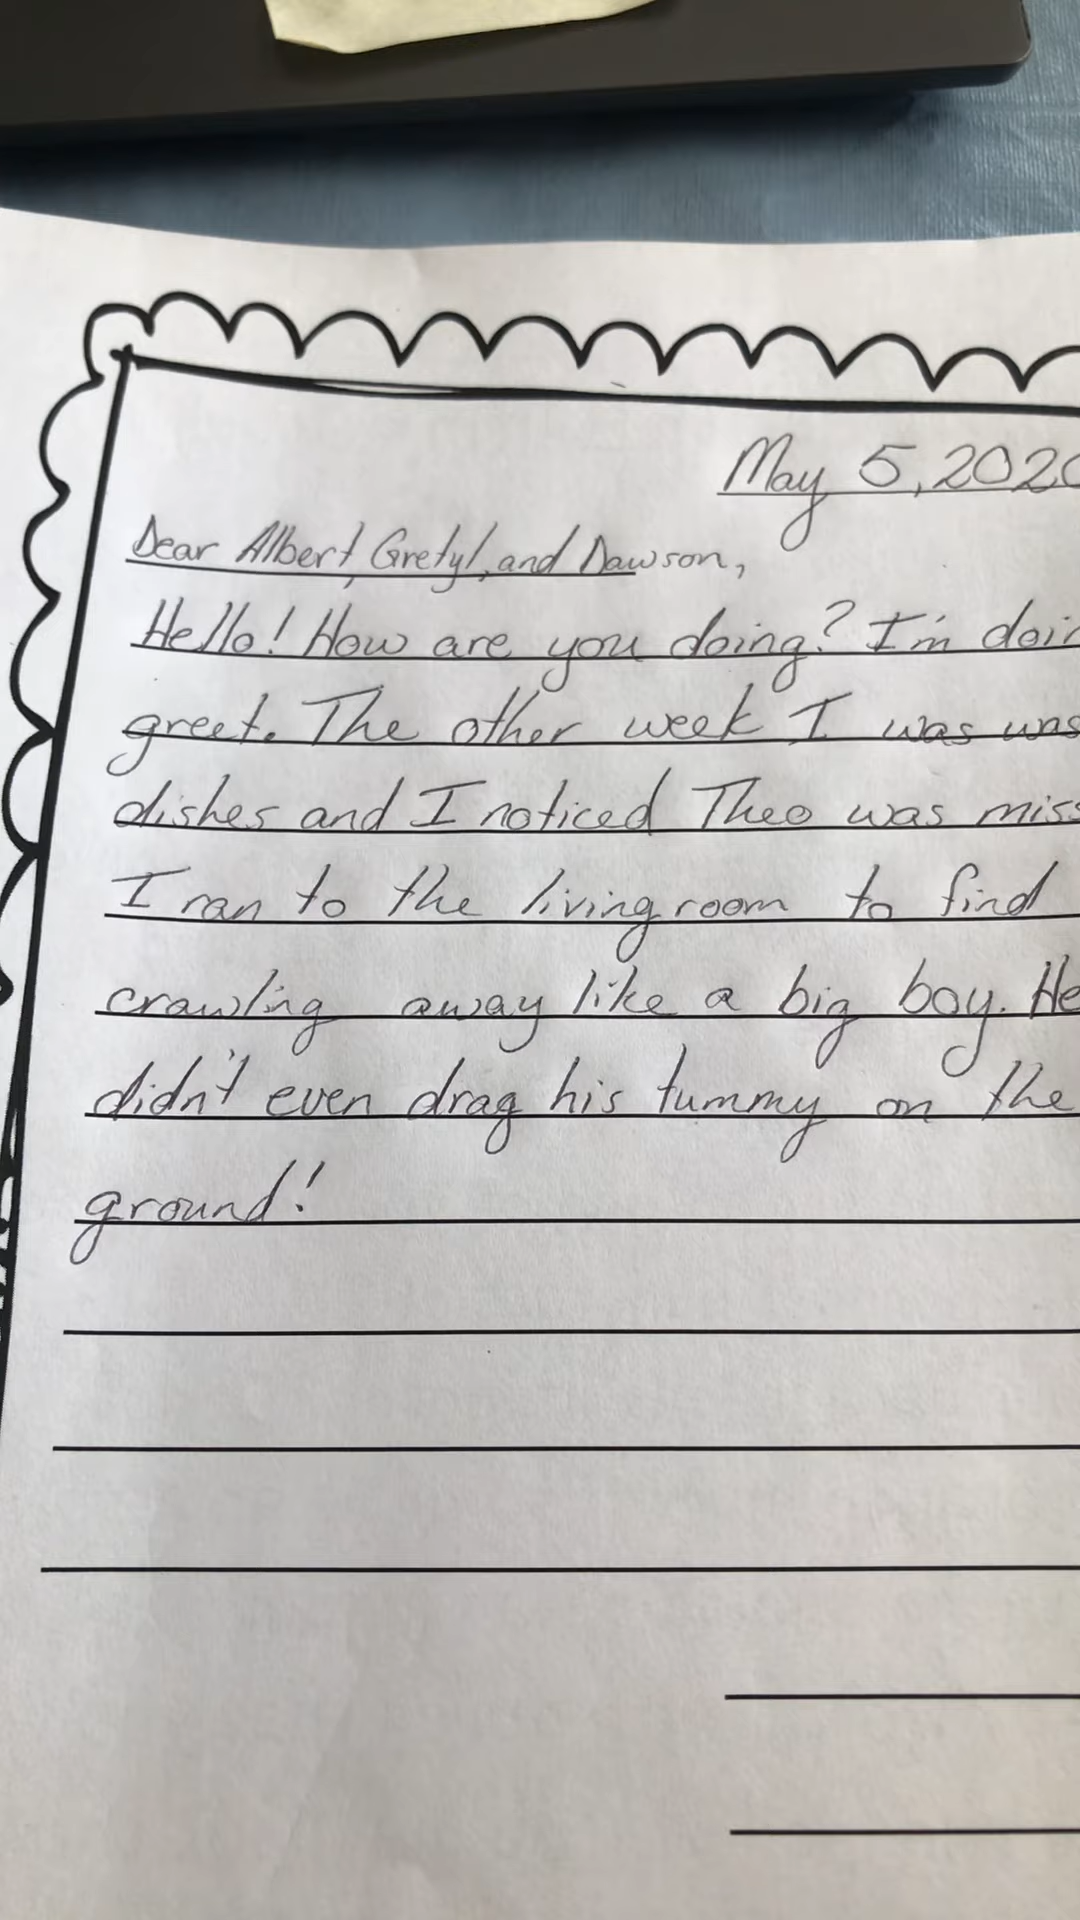 May 5, 2020
Dear Albert, Gretyl, and Dawson,
Hello! How are you doing? I'm doin
greet. The other week I was was
dishes and I noticed Theo was miss
I ran to the living room to find
crawling away like a big boy. He
didn't even drag his tummy on the
ground!